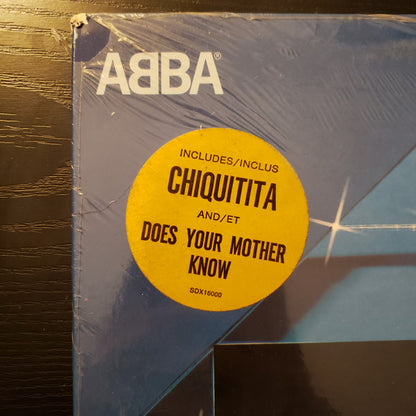 ABBA®
INCLUDES/INCLUS
CHIQUITITA
AND/ET
DOES YOUR MOTHER
KNOW
SDX16000